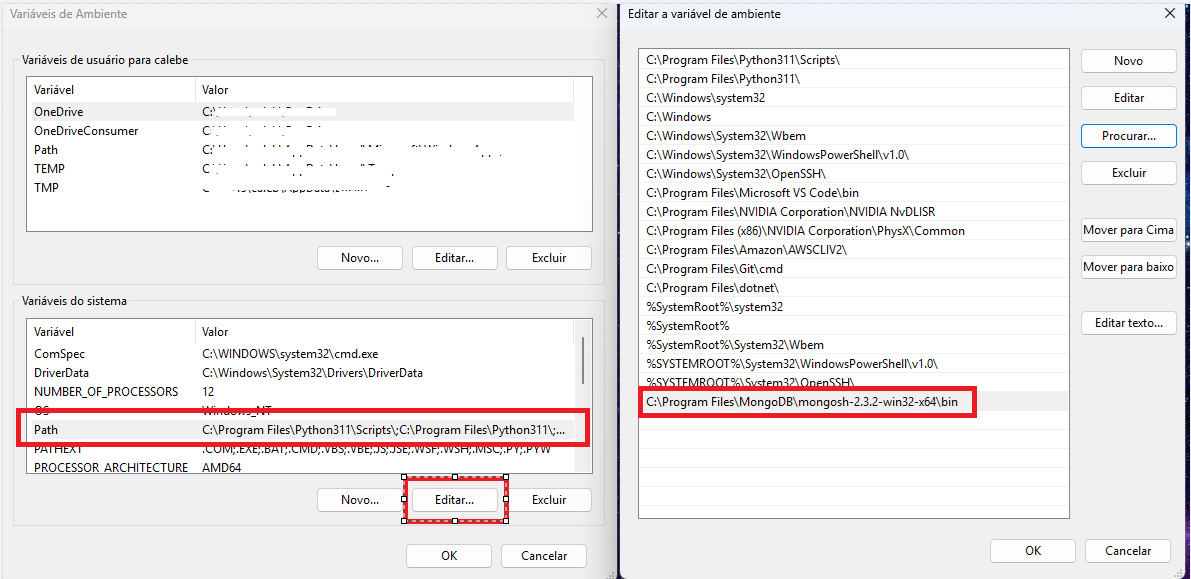 Variáveis de Ambiente
Variáveis de usuário para calebe
Variável Valor
OneDrive C:\
OneDriveConsumer C:
Path C:\
TEMP C:\
TMP
Novo... Editar... Excluir
Variáveis do sistema
Variável Valor
ComSpec C:\WINDOWS\system32\cmd.exe
DriverData C:\Windows\System32\Drivers\DriverData
NUMBER_OF_PROCESSORS 12
OS Windows_NT
Path C:\Program Files\Python311\Scripts\;C:\Program Files\Python311\;...
PATHEXT .COM;.EXE;.BAT;.CMD;.VBS;.VBE;.JS;.JSE;.WSF;.WSH;.MSC;.PY;.PYW
PROCESSOR_ARCHITECTURE AMD64
Novo... Editar... Excluir
OK Cancelar
Editar a variável de ambiente
C:\Program Files\Python311\Scripts\
C:\Program Files\Python311\
C:\Windows\system32
C:\Windows
C:\Windows\System32\Wbem
C:\Windows\System32\WindowsPowerShell\v1.0\
C:\Windows\System32\OpenSSH\
C:\Program Files\Microsoft VS Code\bin
C:\Program Files\NVIDIA Corporation\NVIDIA NvDLISR
C:\Program Files (x86)\NVIDIA Corporation\PhysX\Common
C:\Program Files\Amazon\AWSCLIV2\
C:\Program Files\Git\cmd
C:\Program Files\dotnet\
%SystemRoot%\system32
%SystemRoot%
%SystemRoot%\System32\Wbem
%SYSTEMROOT%\System32\WindowsPowerShell\v1.0\
%SYSTEMROOT%\System32\OpenSSH\
C:\Program Files\MongoDB\mongosh-2.3.2-win32-x64\bin
Novo
Editar
Procurar...
Excluir
Mover para Cima
Mover para baixo
Editar texto...
OK Cancelar